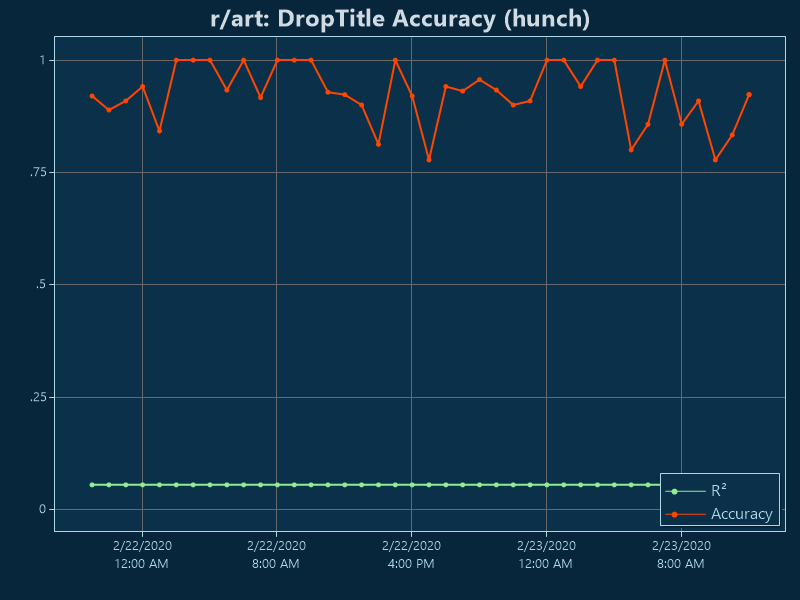 r/art: DropTitle Accuracy (hunch)
1
.75
.5
.25
0
R²
Accuracy
2/22/2020 2/22/2020 2/22/2020 2/23/2020 2/23/2020
12:00 AM 8:00 AM 4:00 PM 12:00 AM 8:00 AM